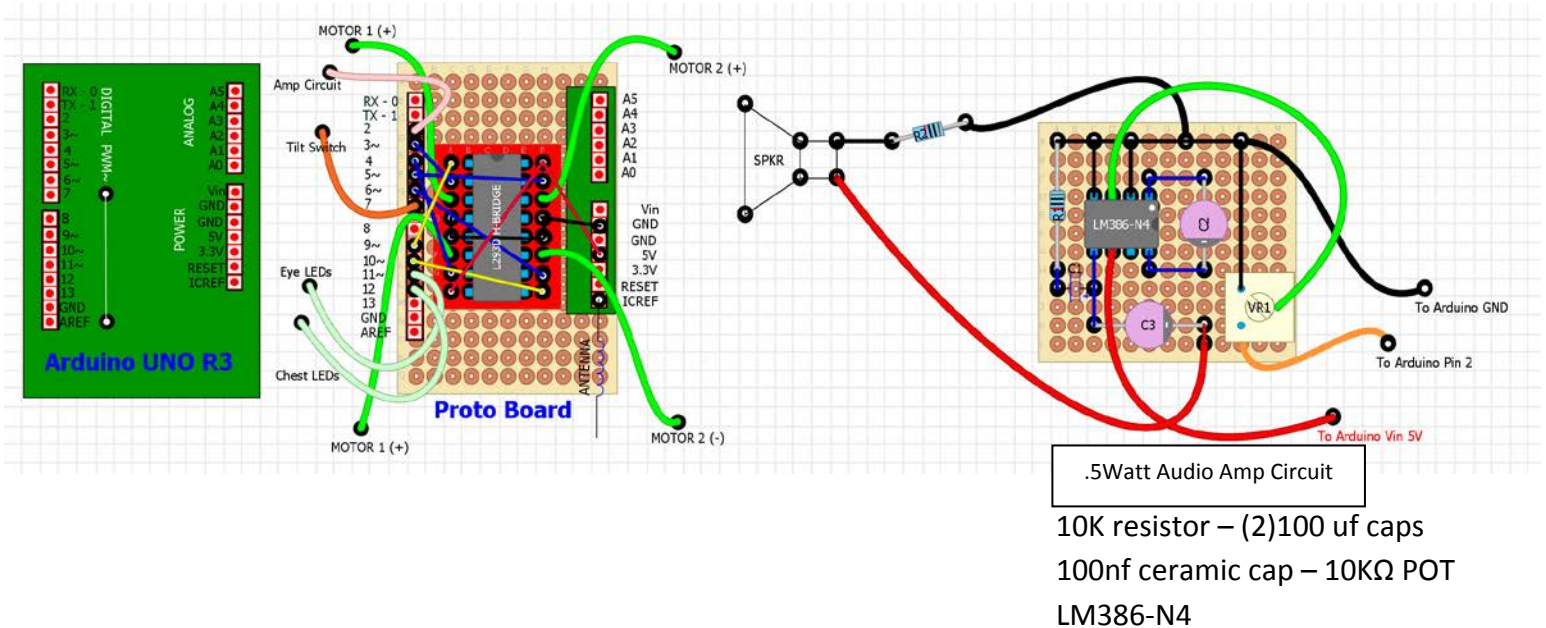 MOTOR 1 (+)
MOTOR 2 (+)
Amp Circuit
Tilt Switch
Eye LEDs
Chest LEDs
MOTOR 1 (+)
MOTOR 2 (-)
RX - 0
TX - 1
2
3~
4
5~
6~
7
8
9~
10~
11~
12
13
GND
AREF
DIGITAL PWM~
ANALOG
A5
A4
A3
A2
A1
A0
POWER
Vin
GND
GND
5V
3.3V
RESET
ICREF
Arduino UNO R3
RX - 0
TX - 1
2
3~
4
5~
6~
7
8
9~
10~
11~
12
13
GND
AREF
L293D H-BRIDGE
A5
A4
A3
A2
A1
A0
Vin
GND
GND
5V
3.3V
RESET
ICREF
ANTENNA
Proto Board
SPKR
R2
R1
LM386-N4
C2
C1
C3
VR1
To Arduino GND
To Arduino Pin 2
To Arduino Vin 5V
.5Watt Audio Amp Circuit
10K resistor – (2)100 uf caps
100nf ceramic cap – 10KΩ POT
LM386-N4